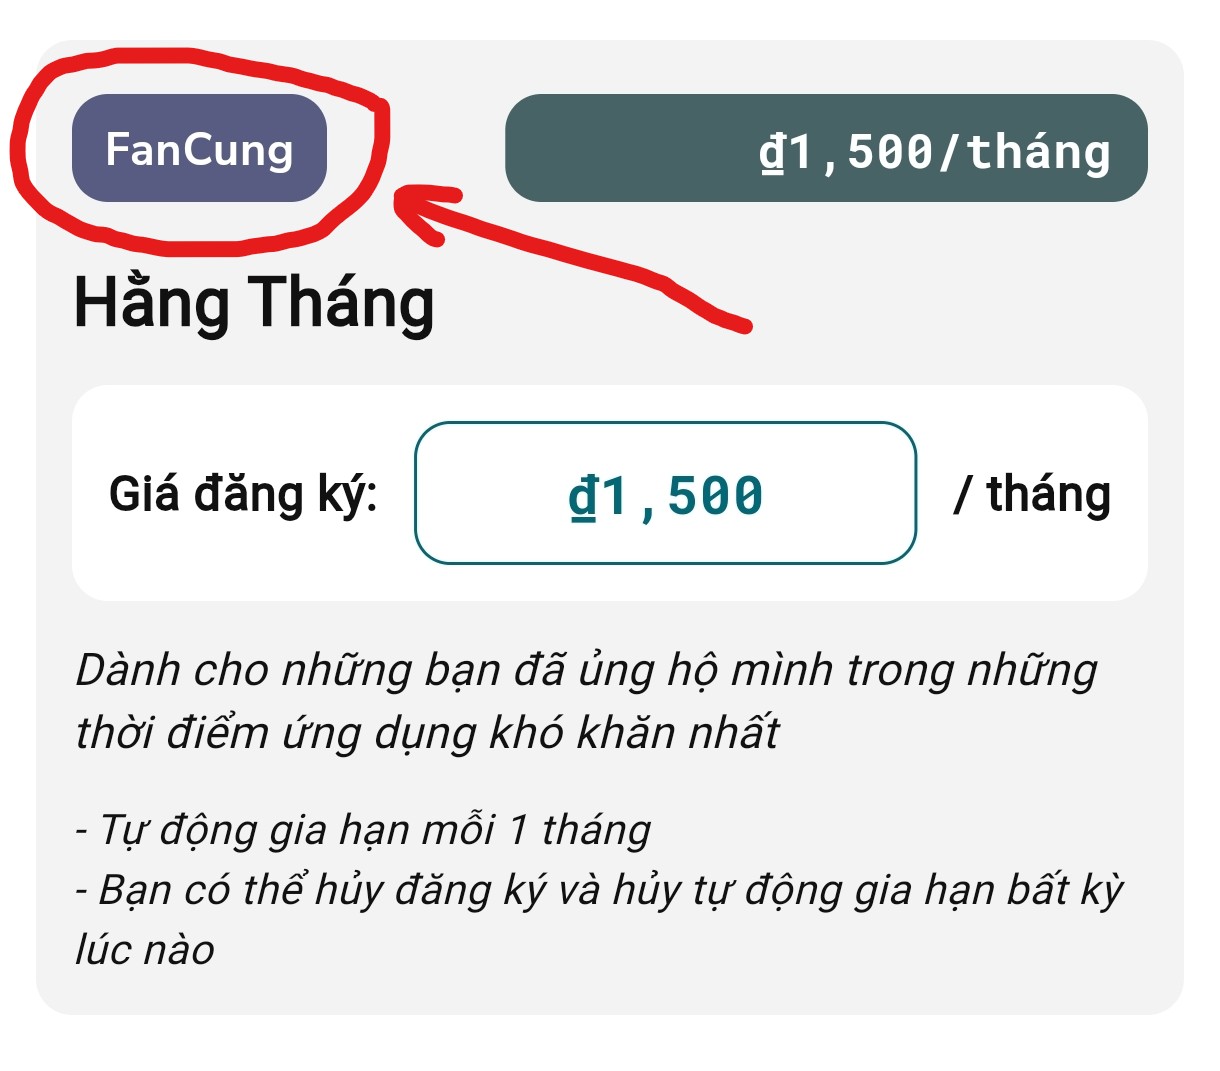 FanCung
₫1,500/tháng
Hằng Tháng
Giá đăng ký: ₫1,500 / tháng
Dành cho những bạn đã ủng hộ mình trong những
thời điểm ứng dụng khó khăn nhất
- Tự động gia hạn mỗi 1 tháng
- Bạn có thể hủy đăng ký và hủy tự động gia hạn bất kỳ
lúc nào